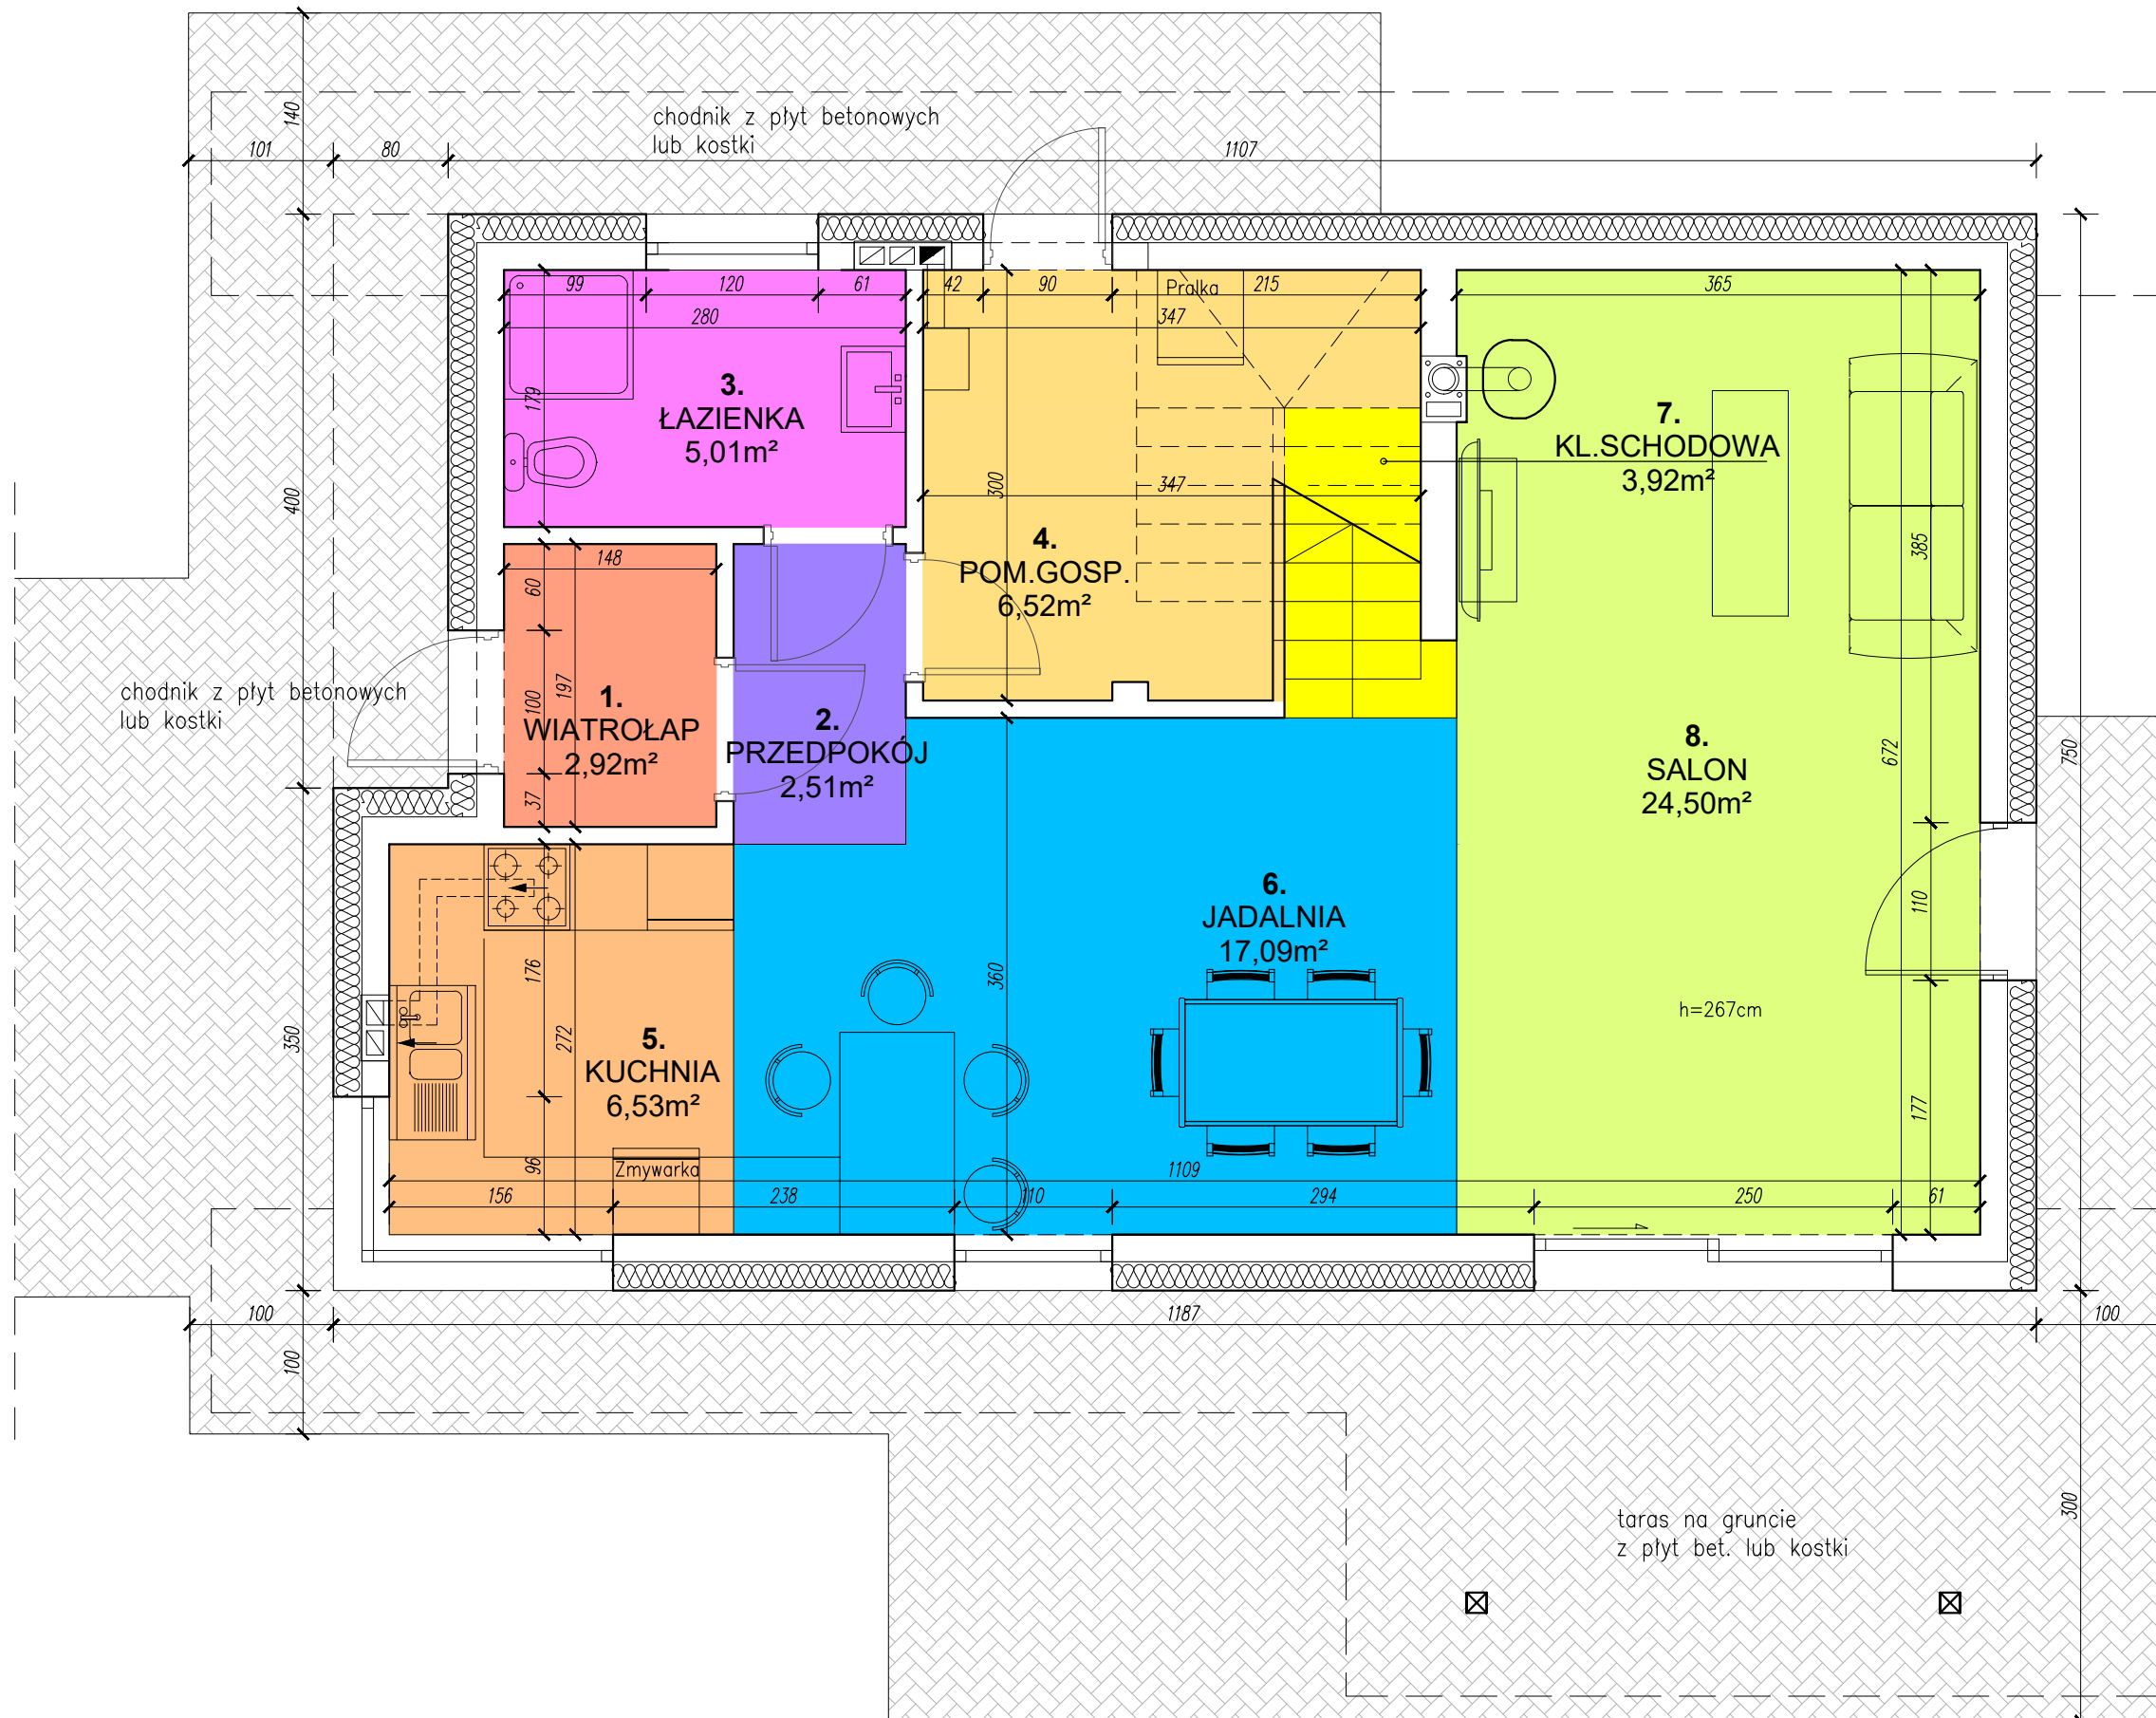 140
chodnik z płyt betonowych
lub kostki
101
80
1107
99
120
61
42
90
Pralka
215
365
280
347
3.
ŁAZIENKA
5,01m²
179
400
300
347
7.
KL.SCHODOWA
3,92m²
4.
POM.GOSP.
6,52m²
385
148
60
197
100
37
chodnik z płyt betonowych
lub kostki
1.
WIATROŁAP
2,92m²
2.
PRZEDPOKÓJ
2,51m²
8.
SALON
24,50m²
672
750
110
6.
JADALNIA
17,09m²
176
272
360
350
h=267cm
5.
KUCHNIA
6,53m²
177
96
Zmywarka
1109
156
238
110
294
250
61
100
1187
100
100
300
taras na gruncie
z płyt bet. lub kostki